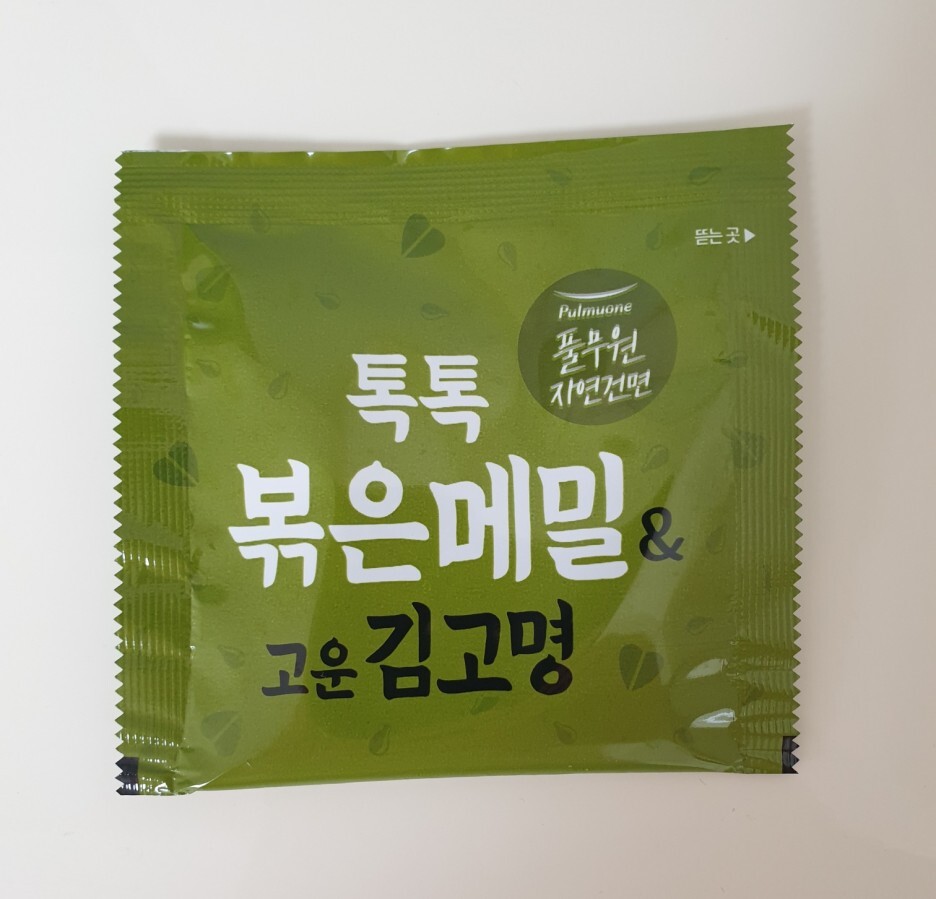 뜯는곳▶
Pulmuone
풀무원
자연건면
톡톡
볶은메밀 &
고운 김고명